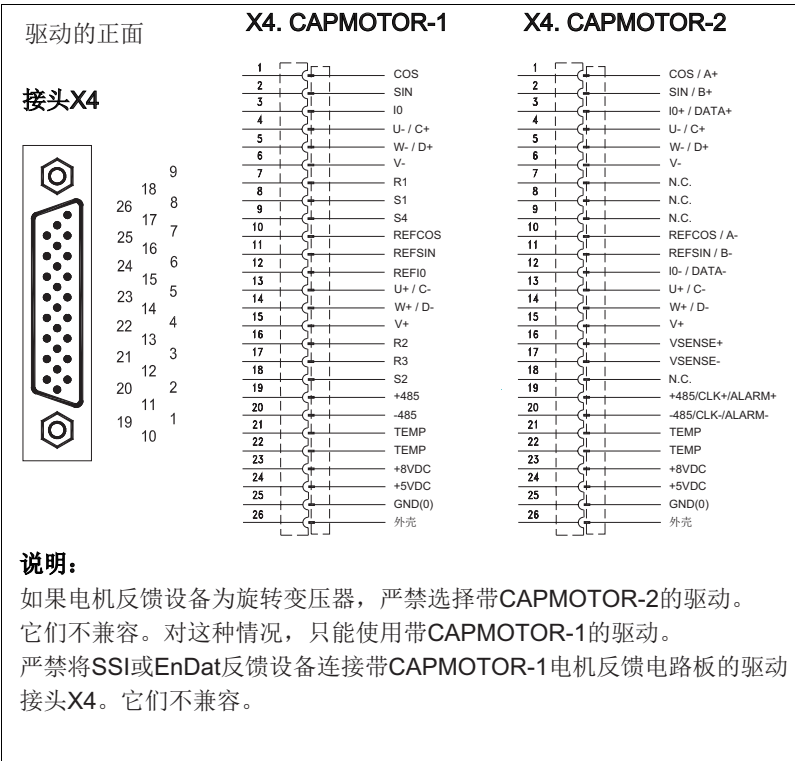 驱动的正面
接头X4
9
18
8
26
17
7
25
16
6
24
15
5
23
14
4
22
13
3
21
12
2
20
11
1
19
10
X4. CAPMOTOR-1
1 COS
2 SIN
3 I0
4 U- / C+
5 W- / D+
6 V-
7 R1
8 S1
9 S4
10 REFCOS
11 REFSIN
12 REFI0
13 U+ / C-
14 W+ / D-
15 V+
16 R2
17 R3
18 S2
19 +485
20 -485
21 TEMP
22 TEMP
23 +8VDC
24 +5VDC
25 GND(0)
26 外壳
X4. CAPMOTOR-2
1 COS / A+
2 SIN / B+
3 I0+ / DATA+
4 U- / C+
5 W- / D+
6 V-
7 N.C.
8 N.C.
9 N.C.
10 REFCOS / A-
11 REFSIN / B-
12 I0- / DATA-
13 U+ / C-
14 W+ / D-
15 V+
16 VSENSE+
17 VSENSE-
18 N.C.
19 +485/CLK+/ALARM+
20 -485/CLK-/ALARM-
21 TEMP
22 TEMP
23 +8VDC
24 +5VDC
25 GND(0)
26 外壳
说明：
如果电机反馈设备为旋转变压器，严禁选择带CAPMOTOR-2的驱动。
它们不兼容。对这种情况，只能使用带CAPMOTOR-1的驱动。
严禁将SSI或EnDat反馈设备连接带CAPMOTOR-1电机反馈电路板的驱动
接头X4。它们不兼容。